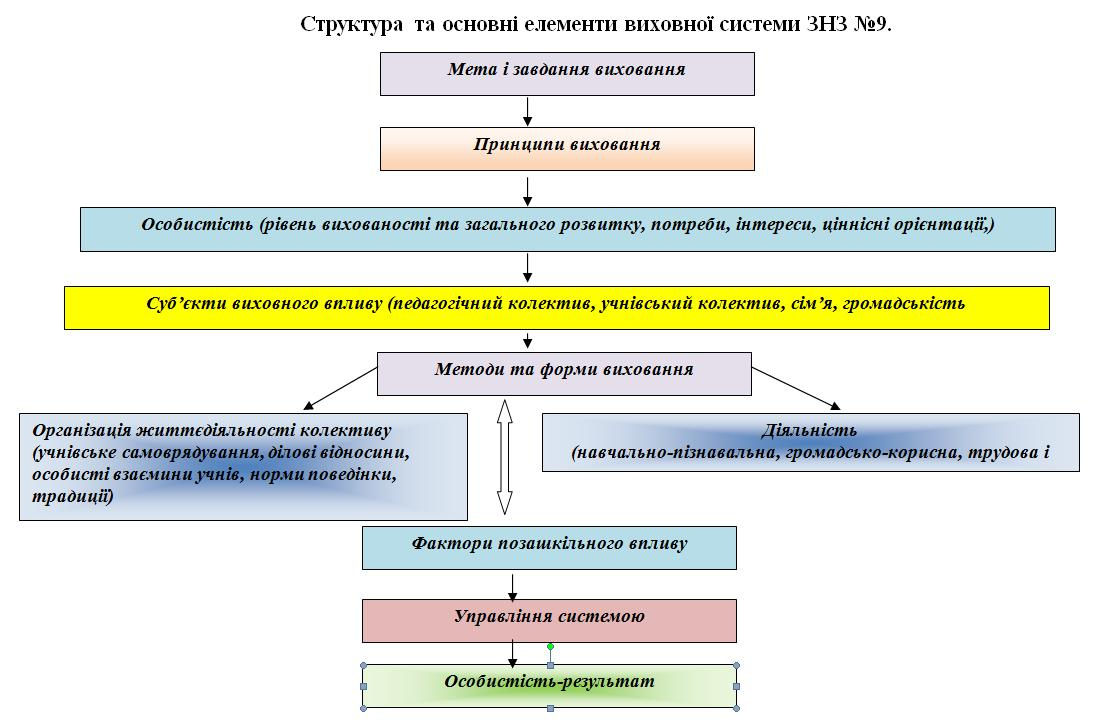 Структура та основні елементи виховної системи ЗНЗ №9.
Мета і завдання виховання
Принципи виховання
Особистість (рівень вихованості та загального розвитку, потреби, інтереси, ціннісні орієнтації,)
Суб’єкти виховного впливу (педагогічний колектив, учнівський колектив, сім’я, громадськість
Методи та форми виховання
Організація життєдіяльності колективу
(учнівське самоврядування, ділові відносини,
особисті взаємини учнів, норми поведінки,
традиції)
Діяльність
(навчально-пізнавальна, громадсько-корисна, трудова і
Фактори позашкільного впливу
Управління системою
Особистість-результат